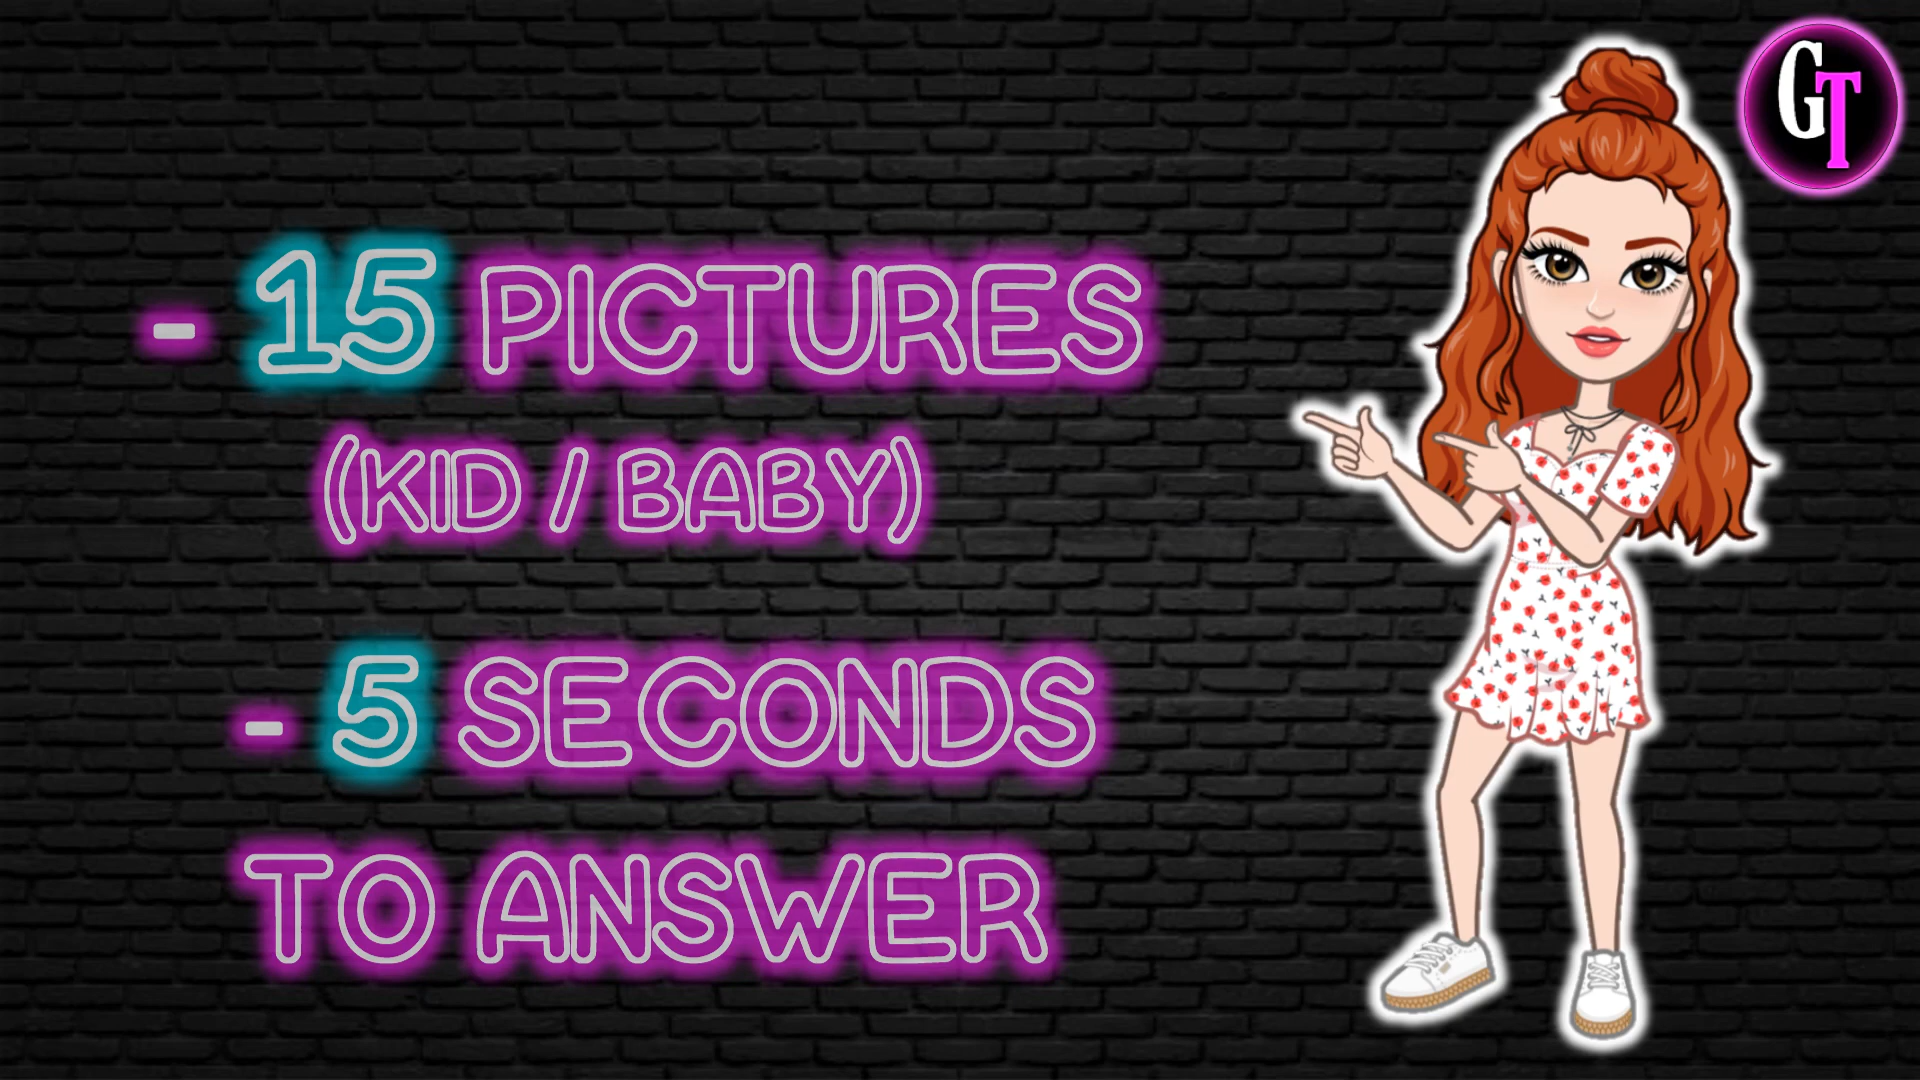 GT
- 15 PICTURES
(KID / BABY)
- 5 SECONDS
TO ANSWER